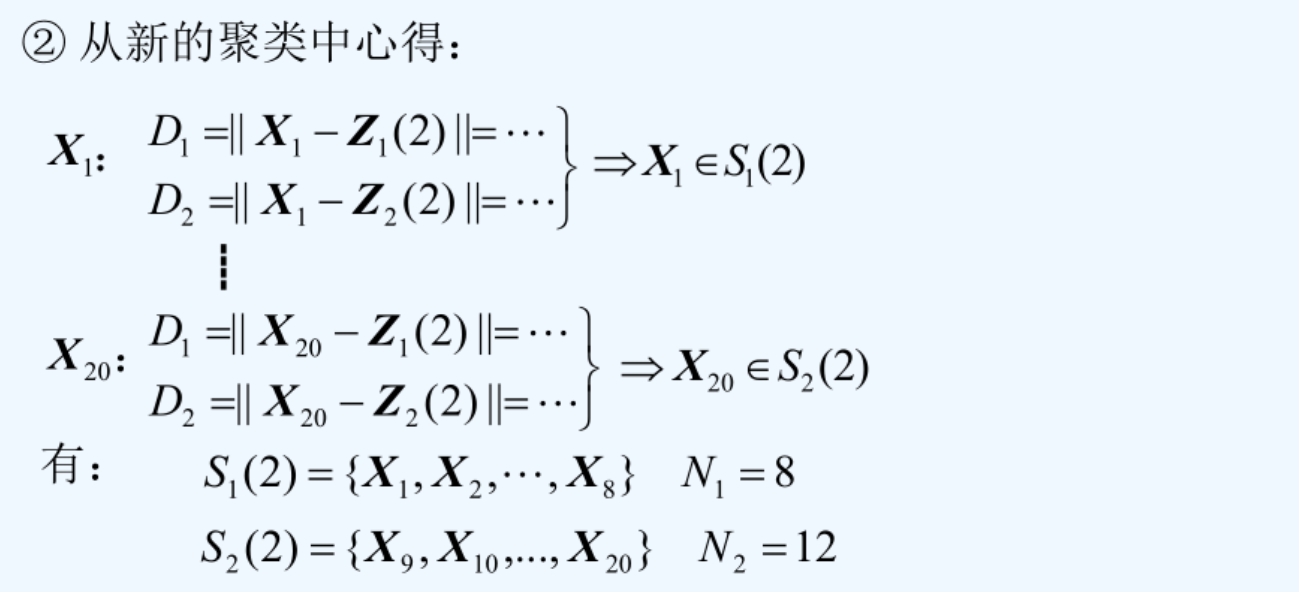 ② 从新的聚类中心得：
X₁： D₁ =|| X₁ − Z₁(2) ||= ⋯
D₂ =|| X₁ − Z₂(2) ||= ⋯ } ⇒ X₁ ∈ S₁(2)
⋮
X₂₀： D₁ =|| X₂₀ − Z₁(2) ||= ⋯
D₂ =|| X₂₀ − Z₂(2) ||= ⋯ } ⇒ X₂₀ ∈ S₂(2)
有： S₁(2) = {X₁, X₂, ⋯, X₈} N₁ = 8
S₂(2) = {X₉, X₁₀,..., X₂₀} N₂ = 12